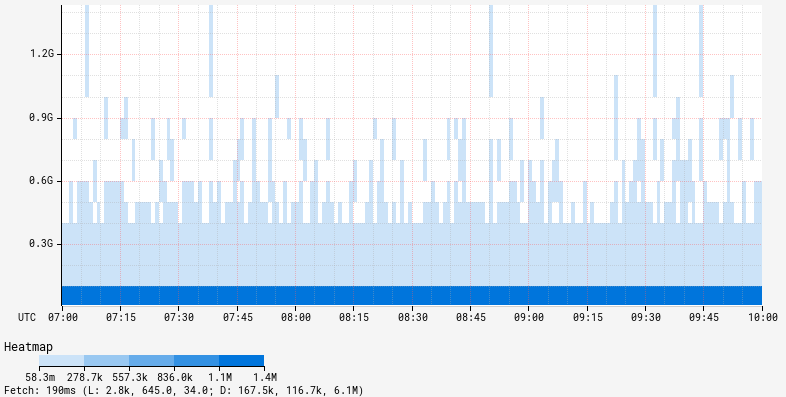 1.2G
0.9G
0.6G
0.3G
UTC 07:00 07:15 07:30 07:45 08:00 08:15 08:30 08:45 09:00 09:15 09:30 09:45 10:00
Heatmap
58.3m 278.7k 557.3k 836.0k 1.1M 1.4M
Fetch: 190ms (L: 2.8k, 645.0, 34.0; D: 167.5k, 116.7k, 6.1M)